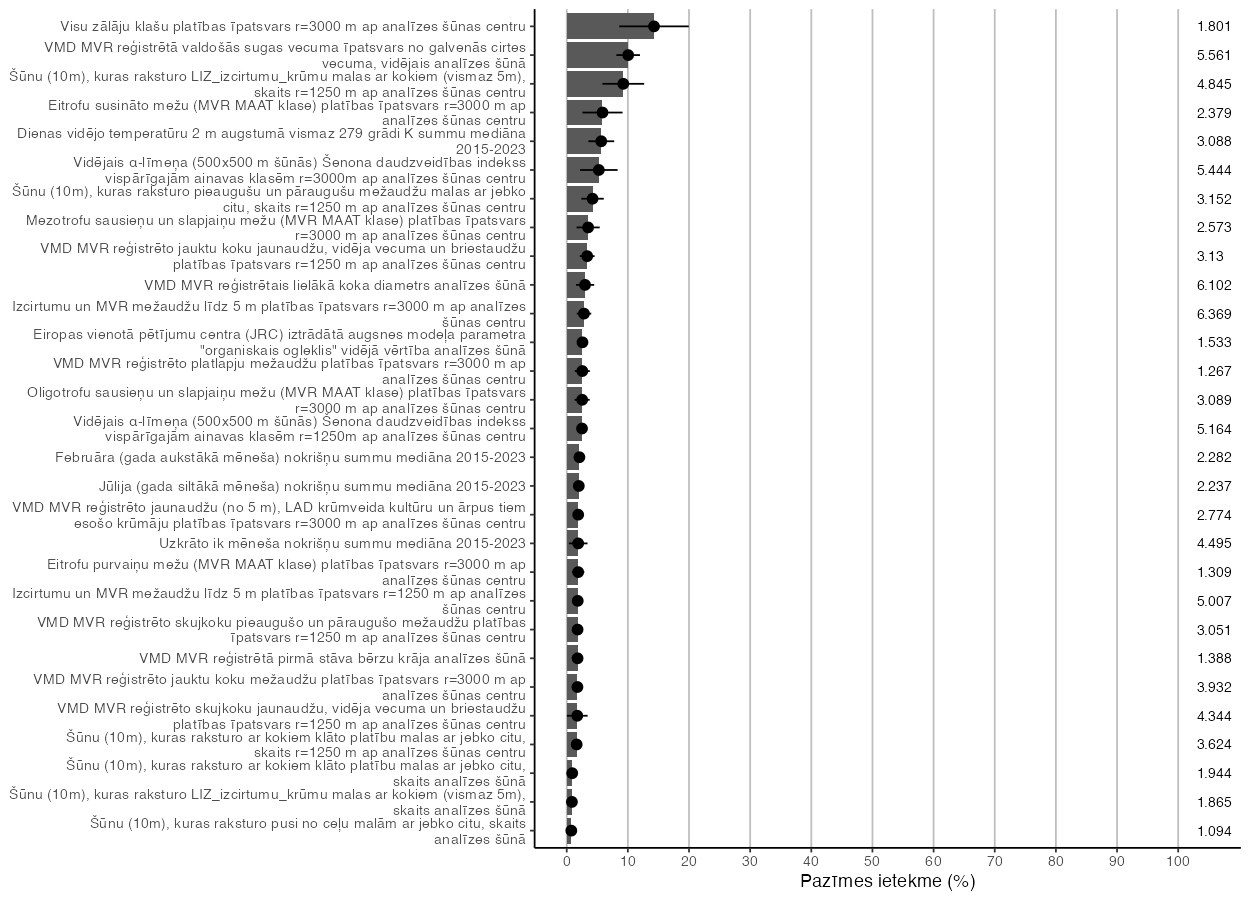 Visu zālāju klašu platības īpatsvars r=3000 m ap analīzes šūnas centru
1.801
VMD MVR reģistrētā valdošās sugas vecuma īpatsvars no galvenās cirtes
vecuma, vidējais analīzes šūnā
5.561
Šūnu (10m), kuras raksturo LIZ_izcirtumu_krūmu malas ar kokiem (vismaz 5m),
skaits r=1250 m ap analīzes šūnas centru
4.845
Eitrofu susināto mežu (MVR MAAT klase) platības īpatsvars r=3000 m ap
analīzes šūnas centru
2.379
Dienas vidējo temperatūru 2 m augstumā vismaz 279 grādi K summu mediāna
2015-2023
3.088
Vidējais α-līmeņa (500x500 m šūnās) Šenona daudzveidības indekss
vispārīgajām ainavas klasēm r=3000m ap analīzes šūnas centru
5.444
Šūnu (10m), kuras raksturo pieaugušu un pāraugušu mežaudžu malas ar jebko
citu, skaits r=1250 m ap analīzes šūnas centru
3.152
Mezotrofu sausieņu un slapjaiņu mežu (MVR MAAT klase) platības īpatsvars
r=3000 m ap analīzes šūnas centru
2.573
VMD MVR reģistrēto jauktu koku jaunaudžu, vidēja vecuma un briestaudžu
platības īpatsvars r=1250 m ap analīzes šūnas centru
3.13
VMD MVR reģistrētais lielākā koka diametrs analīzes šūnā
6.102
Izcirtumu un MVR mežaudžu līdz 5 m platības īpatsvars r=3000 m ap analīzes
šūnas centru
6.369
Eiropas vienotā pētījumu centra (JRC) iztrādātā augsnes modeļa parametra
"organiskais ogleklis" vidējā vērtība analīzes šūnā
1.533
VMD MVR reģistrēto platlapju mežaudžu platības īpatsvars r=3000 m ap
analīzes šūnas centru
1.267
Oligotrofu sausieņu un slapjaiņu mežu (MVR MAAT klase) platības īpatsvars
r=3000 m ap analīzes šūnas centru
3.089
Vidējais α-līmeņa (500x500 m šūnās) Šenona daudzveidības indekss
vispārīgajām ainavas klasēm r=1250m ap analīzes šūnas centru
5.164
Februāra (gada aukstākā mēneša) nokrišņu summu mediāna 2015-2023
2.282
Jūlija (gada siltākā mēneša) nokrišņu summu mediāna 2015-2023
2.237
VMD MVR reģistrēto jaunaudžu (no 5 m), LAD krūmveida kultūru un ārpus tiem
esošo krūmāju platības īpatsvars r=3000 m ap analīzes šūnas centru
2.774
Uzkrāto ik mēneša nokrišņu summu mediāna 2015-2023
4.495
Eitrofu purvaiņu mežu (MVR MAAT klase) platības īpatsvars r=3000 m ap
analīzes šūnas centru
1.309
Izcirtumu un MVR mežaudžu līdz 5 m platības īpatsvars r=1250 m ap analīzes
šūnas centru
5.007
VMD MVR reģistrēto skujkoku pieaugušo un pāraugušo mežaudžu platības
īpatsvars r=1250 m ap analīzes šūnas centru
3.051
VMD MVR reģistrētā pirmā stāva bērzu krāja analīzes šūnā
1.388
VMD MVR reģistrēto jauktu koku mežaudžu platības īpatsvars r=3000 m ap
analīzes šūnas centru
3.932
VMD MVR reģistrēto skujkoku jaunaudžu, vidēja vecuma un briestaudžu
platības īpatsvars r=1250 m ap analīzes šūnas centru
4.344
Šūnu (10m), kuras raksturo ar kokiem klāto platību malas ar jebko citu,
skaits r=1250 m ap analīzes šūnas centru
3.624
Šūnu (10m), kuras raksturo ar kokiem klāto platību malas ar jebko citu,
skaits analīzes šūnā
1.944
Šūnu (10m), kuras raksturo LIZ_izcirtumu_krūmu malas ar kokiem (vismaz 5m),
skaits analīzes šūnā
1.865
Šūnu (10m), kuras raksturo pusi no ceļu malām ar jebko citu, skaits
analīzes šūnā
1.094
0 10 20 30 40 50 60 70 80 90 100
Pazīmes ietekme (%)